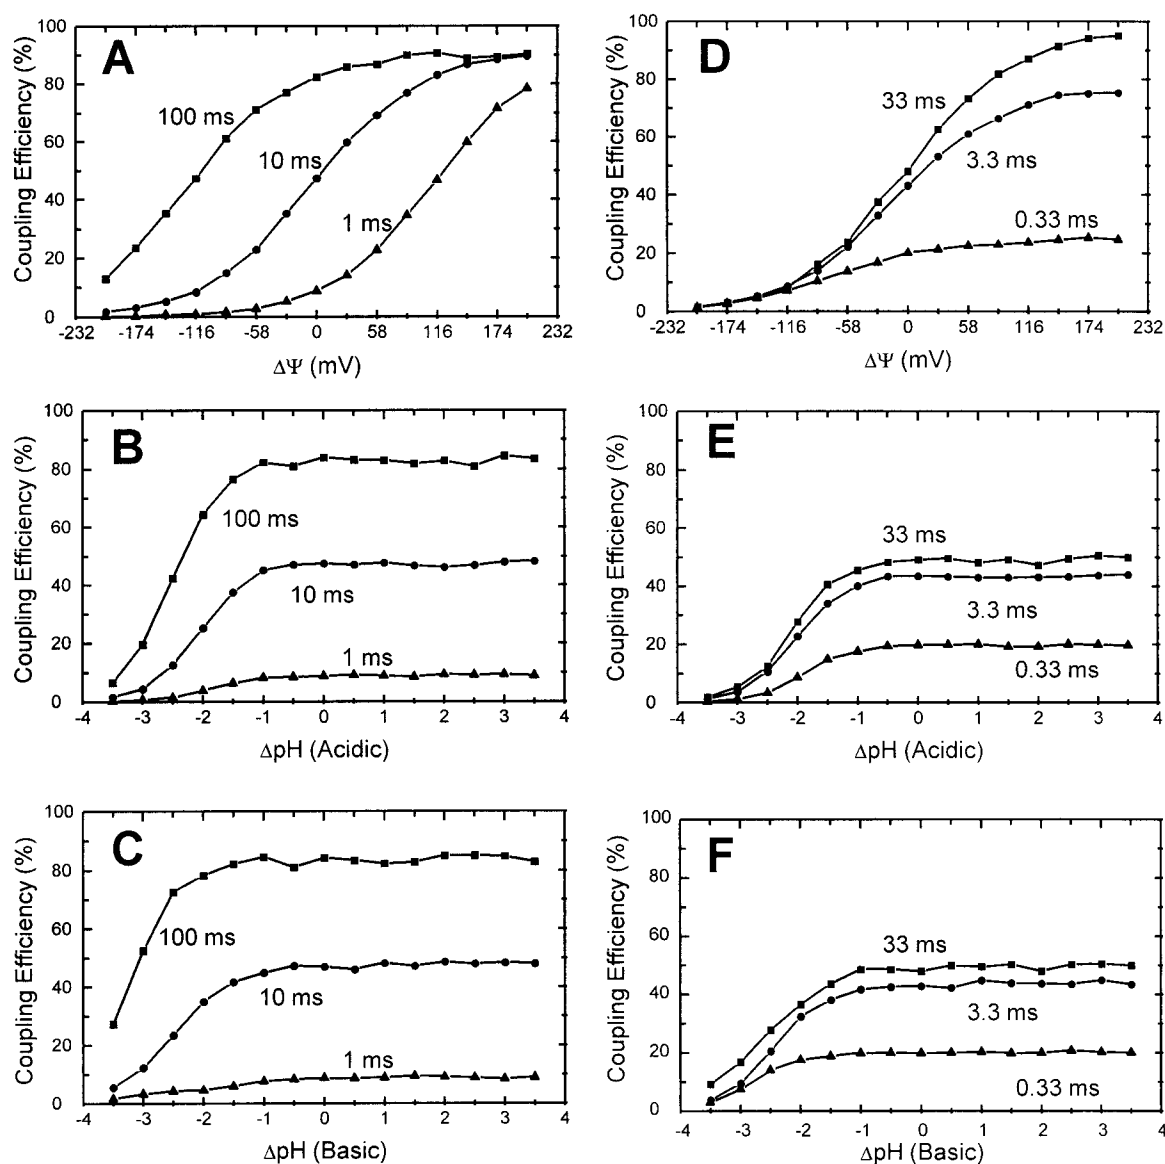 A
Coupling Efficiency (%)
100
80
60
40
20
0
100 ms
10 ms
1 ms
-232 -174 -116 -58 0 58 116 174 232
ΔΨ (mV)
D
Coupling Efficiency (%)
100
80
60
40
20
0
33 ms
3.3 ms
0.33 ms
-232 -174 -116 -58 0 58 116 174 232
ΔΨ (mV)
B
Coupling Efficiency (%)
100
80
60
40
20
0
100 ms
10 ms
1 ms
-4 -3 -2 -1 0 1 2 3 4
ΔpH (Acidic)
E
Coupling Efficiency (%)
100
80
60
40
20
0
33 ms
3.3 ms
0.33 ms
-4 -3 -2 -1 0 1 2 3 4
ΔpH (Acidic)
C
Coupling Efficiency (%)
100
80
60
40
20
0
100 ms
10 ms
1 ms
-4 -3 -2 -1 0 1 2 3 4
ΔpH (Basic)
F
Coupling Efficiency (%)
100
80
60
40
20
0
33 ms
3.3 ms
0.33 ms
-4 -3 -2 -1 0 1 2 3 4
ΔpH (Basic)